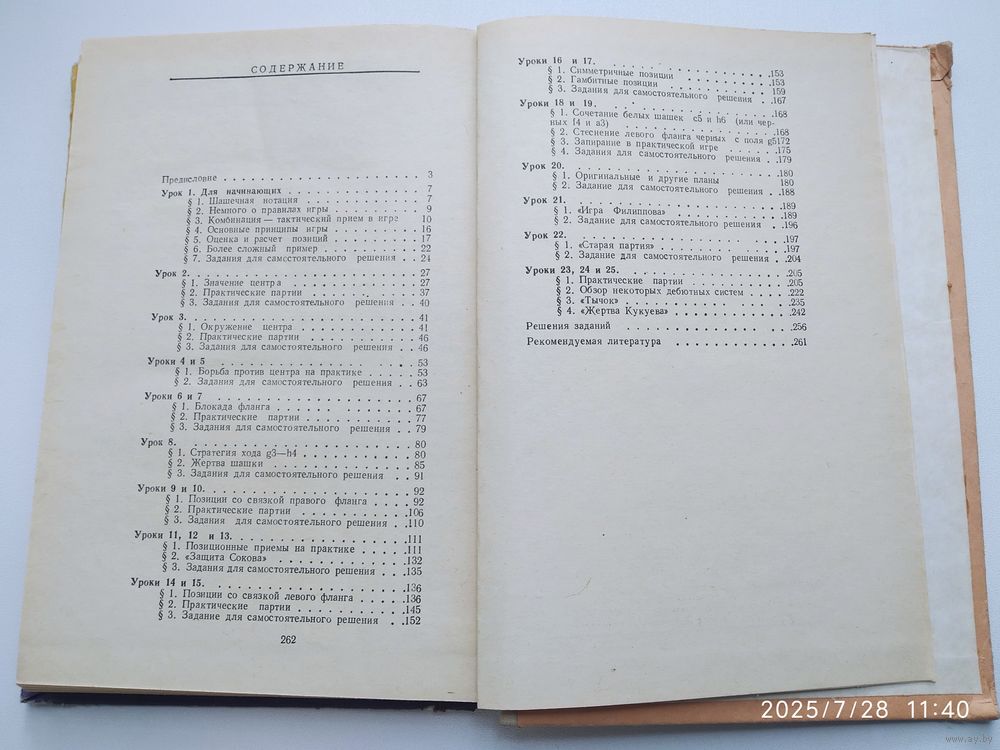 СОДЕРЖАНИЕ
Предисловие . . . . . . . . . . . . . . . . . . . . 3
Урок 1. Для начинающих . . . . . . . . . . . . 7
§ 1. Шашечная нотация . . . . . . . . . . . 7
§ 2. Немного о правилах игры . . . . . . . . 9
§ 3. Комбинация — тактический прием в игре 10
§ 4. Основные принципы игры . . . . . . . . 16
§ 5. Оценка и расчет позиций . . . . . . . . 17
§ 6. Более сложный пример . . . . . . . . . 22
§ 7. Задания для самостоятельного решения . . 24
Урок 2. . . . . . . . . . . . . . . . . . . . . 27
§ 1. Значение центра . . . . . . . . . . . . 27
§ 2. Практические партии . . . . . . . . . . 37
§ 3. Задания для самостоятельного решения . . 40
Урок 3. . . . . . . . . . . . . . . . . . . . . 41
§ 1. Окружение центра . . . . . . . . . . . 41
§ 2. Практические партии . . . . . . . . . . 46
§ 3. Задания для самостоятельного решения . . 46
Уроки 4 и 5 . . . . . . . . . . . . . . . . . . 53
§ 1. Борьба против центра на практике . . . . 53
§ 2. Задания для самостоятельного решения . . 63
Уроки 6 и 7 . . . . . . . . . . . . . . . . . . 67
§ 1. Блокада фланга . . . . . . . . . . . . 67
§ 2. Практические партии . . . . . . . . . . 77
§ 3. Задания для самостоятельного решения . . 79
Урок 8. . . . . . . . . . . . . . . . . . . . . 80
§ 1. Стратегия хода g3—h4 . . . . . . . . . 80
§ 2. Жертва шашки . . . . . . . . . . . . . 85
§ 3. Задания для самостоятельного решения . . 91
Уроки 9 и 10. . . . . . . . . . . . . . . . . . 92
§ 1. Позиции со связкой правого фланга . . . . 92
§ 2. Практические партии . . . . . . . . . .106
§ 3. Задания для самостоятельного решения . .110
Уроки 11, 12 и 13. . . . . . . . . . . . . . . .111
§ 1. Позиционные приемы на практике . . . . .111
§ 2. «Защита Сокова» . . . . . . . . . . . .132
§ 3. Задания для самостоятельного решения . .135
Уроки 14 и 15. . . . . . . . . . . . . . . . . .136
§ 1. Позиции со связкой левого фланга . . . .136
§ 2. Практические партии . . . . . . . . . .145
§ 3. Задание для самостоятельного решения . .152
262
Уроки 16 и 17. . . . . . . . . . . . . . . . . .153
§ 1. Симметричные позиции . . . . . . . . . .153
§ 2. Гамбитные позиции . . . . . . . . . . . 159
§ 3. Задания для самостоятельного решения . .167
Уроки 18 и 19. . . . . . . . . . . . . . . . . .168
§ 1. Сочетание белых шашек c5 и h6 (или чер-
ных f4 и a3) . . . . . . . . . . . . . . . .168
§ 2. Стеснение левого фланга черных с поля g5172
§ 3. Запирание в практической игре . . . . .175
§ 4. Задания для самостоятельного решения . .179
Урок 20. . . . . . . . . . . . . . . . . . . . .180
§ 1. Оригинальные и другие планы 180
§ 2. Задание для самостоятельного решения . .188
Урок 21. . . . . . . . . . . . . . . . . . . . .189
§ 1. «Игра Филиппова» . . . . . . . . . . . .189
§ 2. Задание для самостоятельного решения . .196
Урок 22. . . . . . . . . . . . . . . . . . . . .197
§ 1. «Старая партия» . . . . . . . . . . . .197
§ 2. Задание для самостоятельного решения . .204
Уроки 23, 24 и 25. . . . . . . . . . . . . . . .205
§ 1. Практические партии . . . . . . . . . .205
§ 2. Обзор некоторых дебютных систем . . . .222
§ 3. «Тычок» . . . . . . . . . . . . . . . .235
§ 4. «Жертва Кукуева» . . . . . . . . . . . .242
Решения заданий . . . . . . . . . . . . . . .256
Рекомендуемая литература . . . . . . . . . . .261
2025/7/28 11:40
www.ay.by